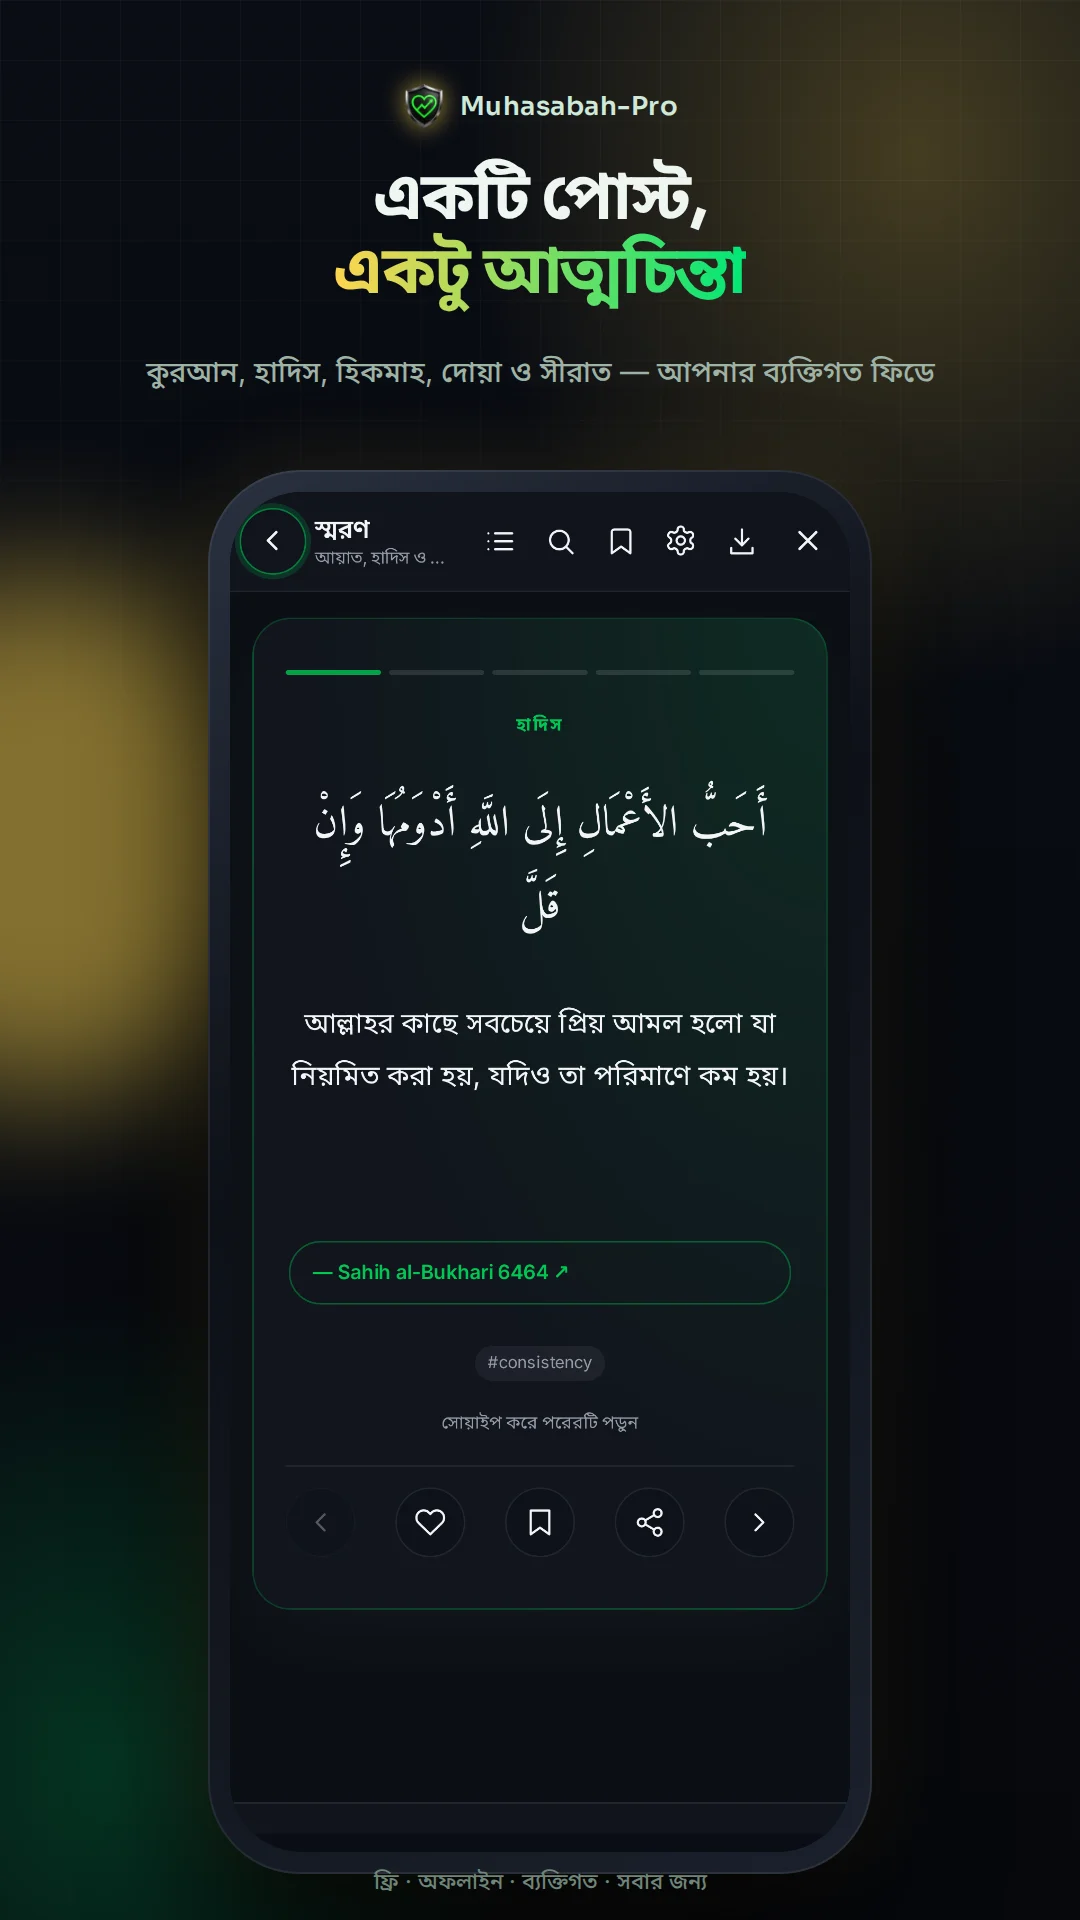 Muhasabah-Pro
একটি পোস্ট,
একটু আত্মচিন্তা
কুরআন, হাদিস, হিকমাহ, দোয়া ও সীরাত — আপনার ব্যক্তিগত ফিডে
স্মরণ
আয়াত, হাদিস ও ...
হাদিস
أَحَبُّ الأَعْمَالِ إِلَى اللَّهِ أَدْوَمُهَا وَإِنْ
قَلَّ
আল্লাহর কাছে সবচেয়ে প্রিয় আমল হলো যা
নিয়মিত করা হয়, যদিও তা পরিমাণে কম হয়।
— Sahih al-Bukhari 6464 ↗
#consistency
সোয়াইপ করে পরেরটি পড়ুন
ফ্রি · অফলাইন · ব্যক্তিগত · সবার জন্য